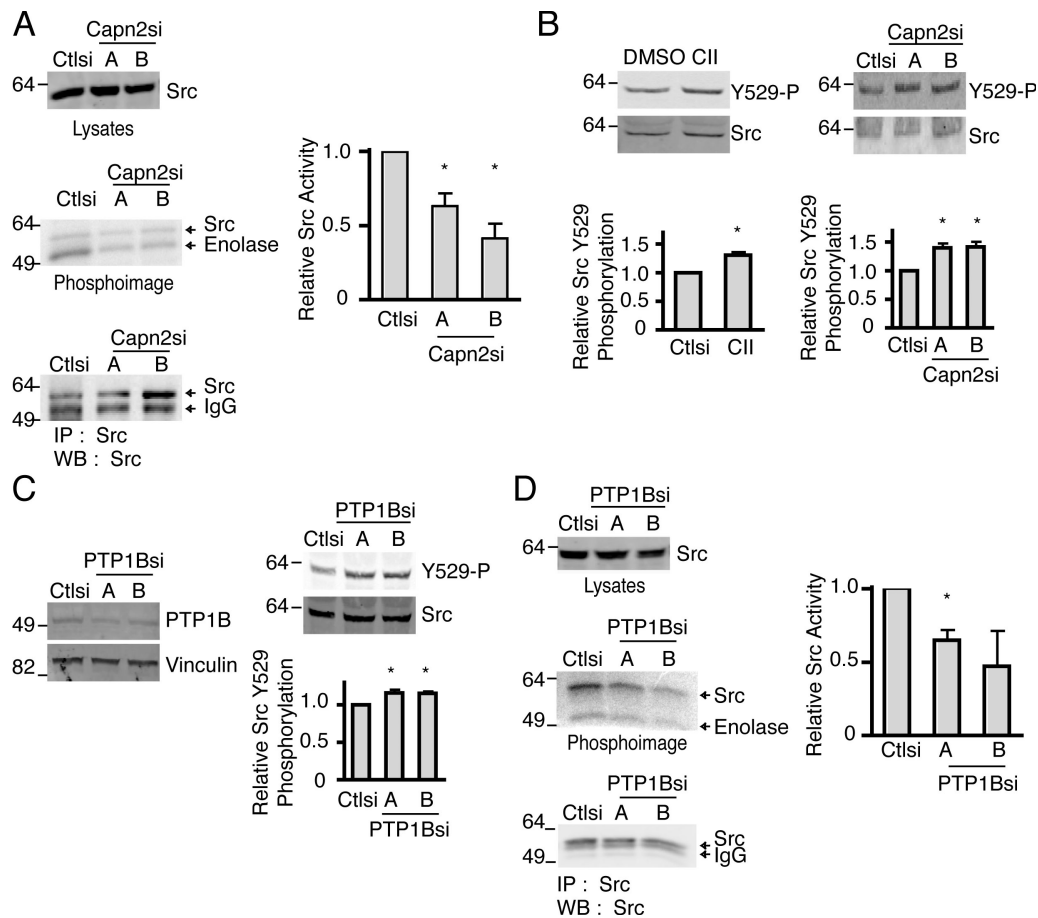 A
Capn2si
Ctlsi A B
64 Src
Lysates
Capn2si
Ctlsi A B
64 Src
Enolase
49
Phosphoimage
Capn2si
Ctlsi A B
64 Src
IgG
49
IP : Src
WB : Src
Relative Src Activity
1.0
*
*
0.5
0
Ctlsi A B
Capn2si
B
DMSO CII
64 Y529-P
64 Src
Capn2si
Ctlsi A B
64 Y529-P
64 Src
Relative Src Y529
Phosphorylation
1.5
*
1.0
0.5
0
Ctlsi CII
Relative Src Y529
Phosphorylation
1.5
* *
1.0
0.5
0
Ctlsi A B
Capn2si
C
PTP1Bsi
Ctlsi A B
49 PTP1B
82 Vinculin
PTP1Bsi
Ctlsi A B
64 Y529-P
64 Src
Relative Src Y529
Phosphorylation
* *
1.0
0.5
0
Ctlsi A B
PTP1Bsi
D
PTP1Bsi
Ctlsi A B
64 Src
Lysates
PTP1Bsi
Ctlsi A B
64
Src
49 Enolase
Phosphoimage
PTP1Bsi
Ctlsi A B
64
Src
49 IgG
IP : Src
WB : Src
Relative Src Activity
1.0
*
0.5
0
Ctlsi A B
PTP1Bsi